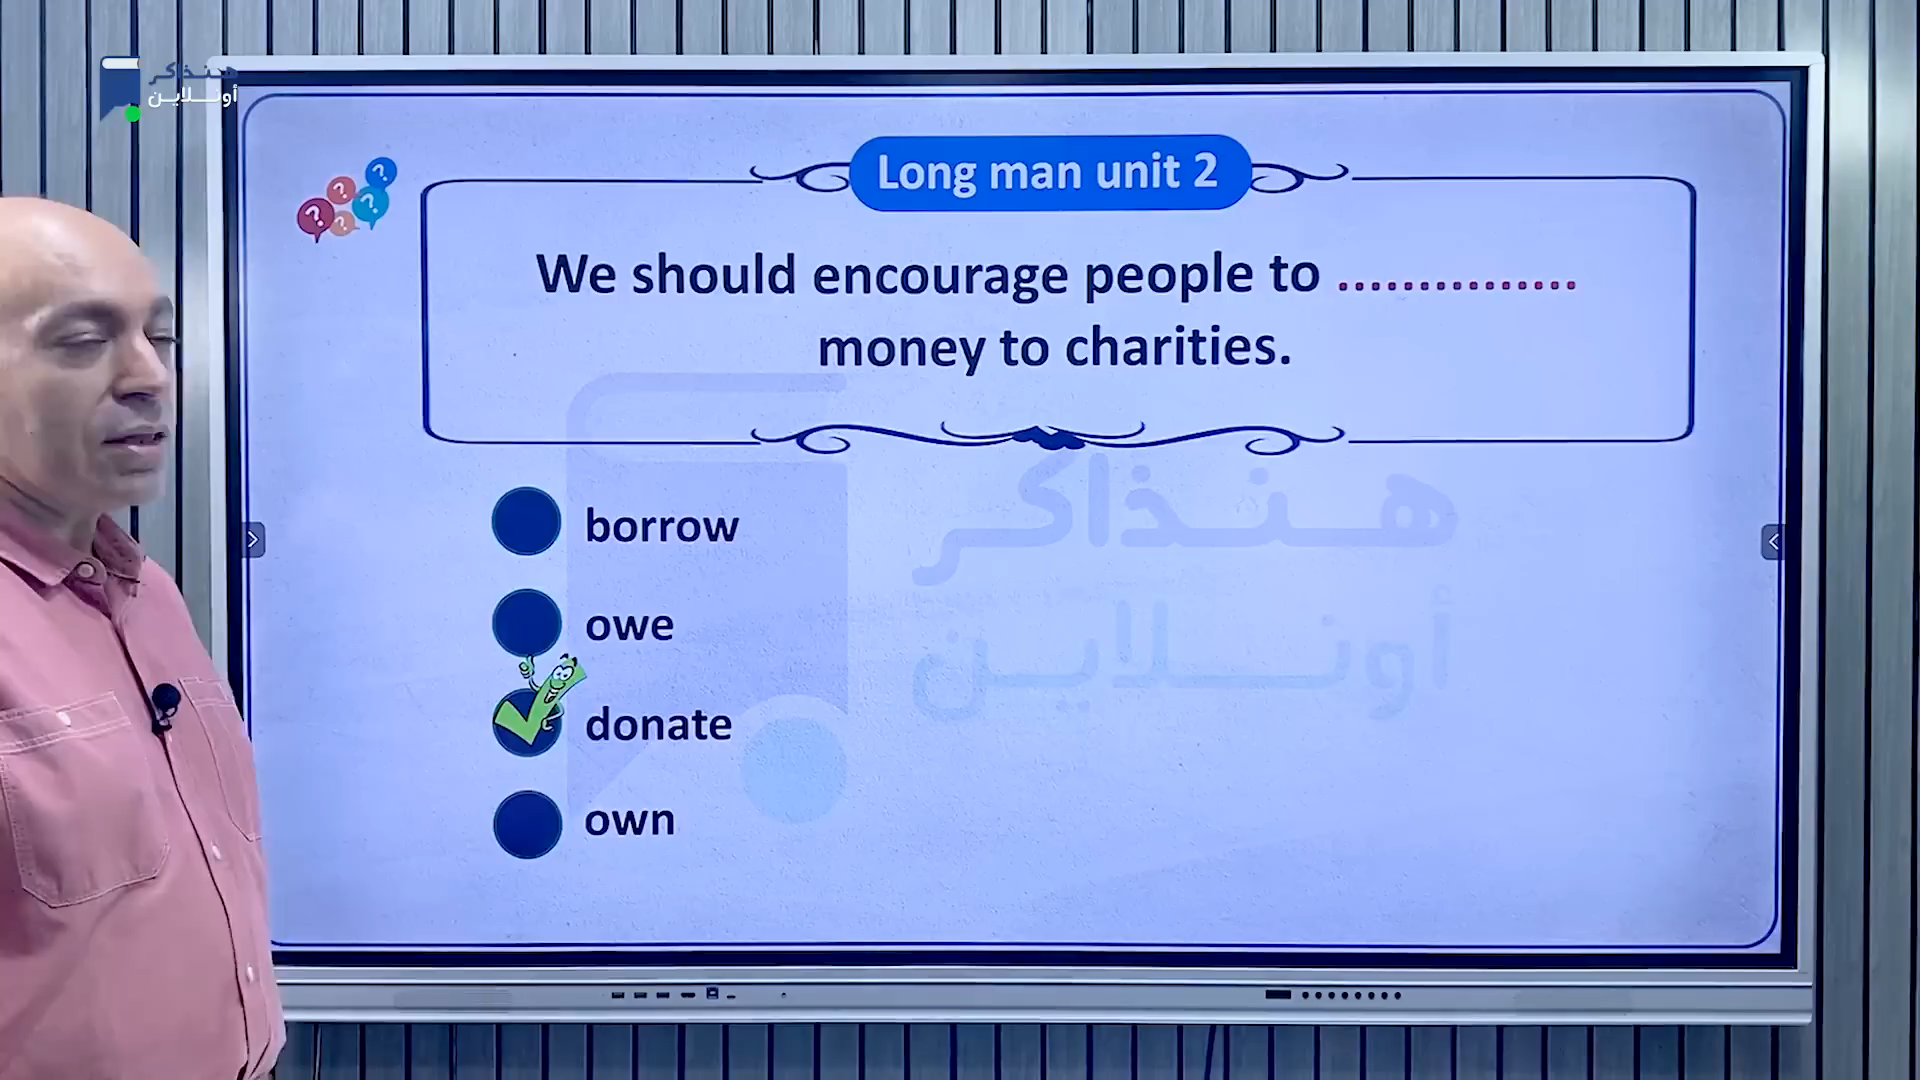 هنذاكر
أونلاين
Long man unit 2
We should encourage people to ...............
money to charities.
borrow
owe
donate
own
هنذاكر
أونلاين